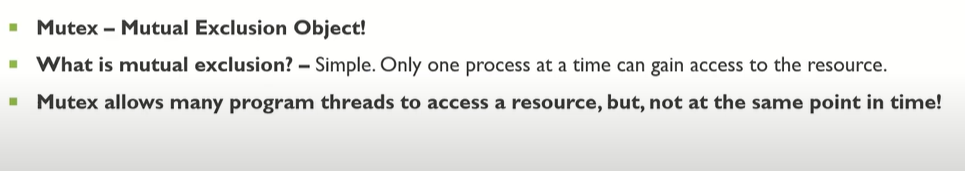 Mutex – Mutual Exclusion Object!
What is mutual exclusion? – Simple. Only one process at a time can gain access to the resource.
Mutex allows many program threads to access a resource, but, not at the same point in time!